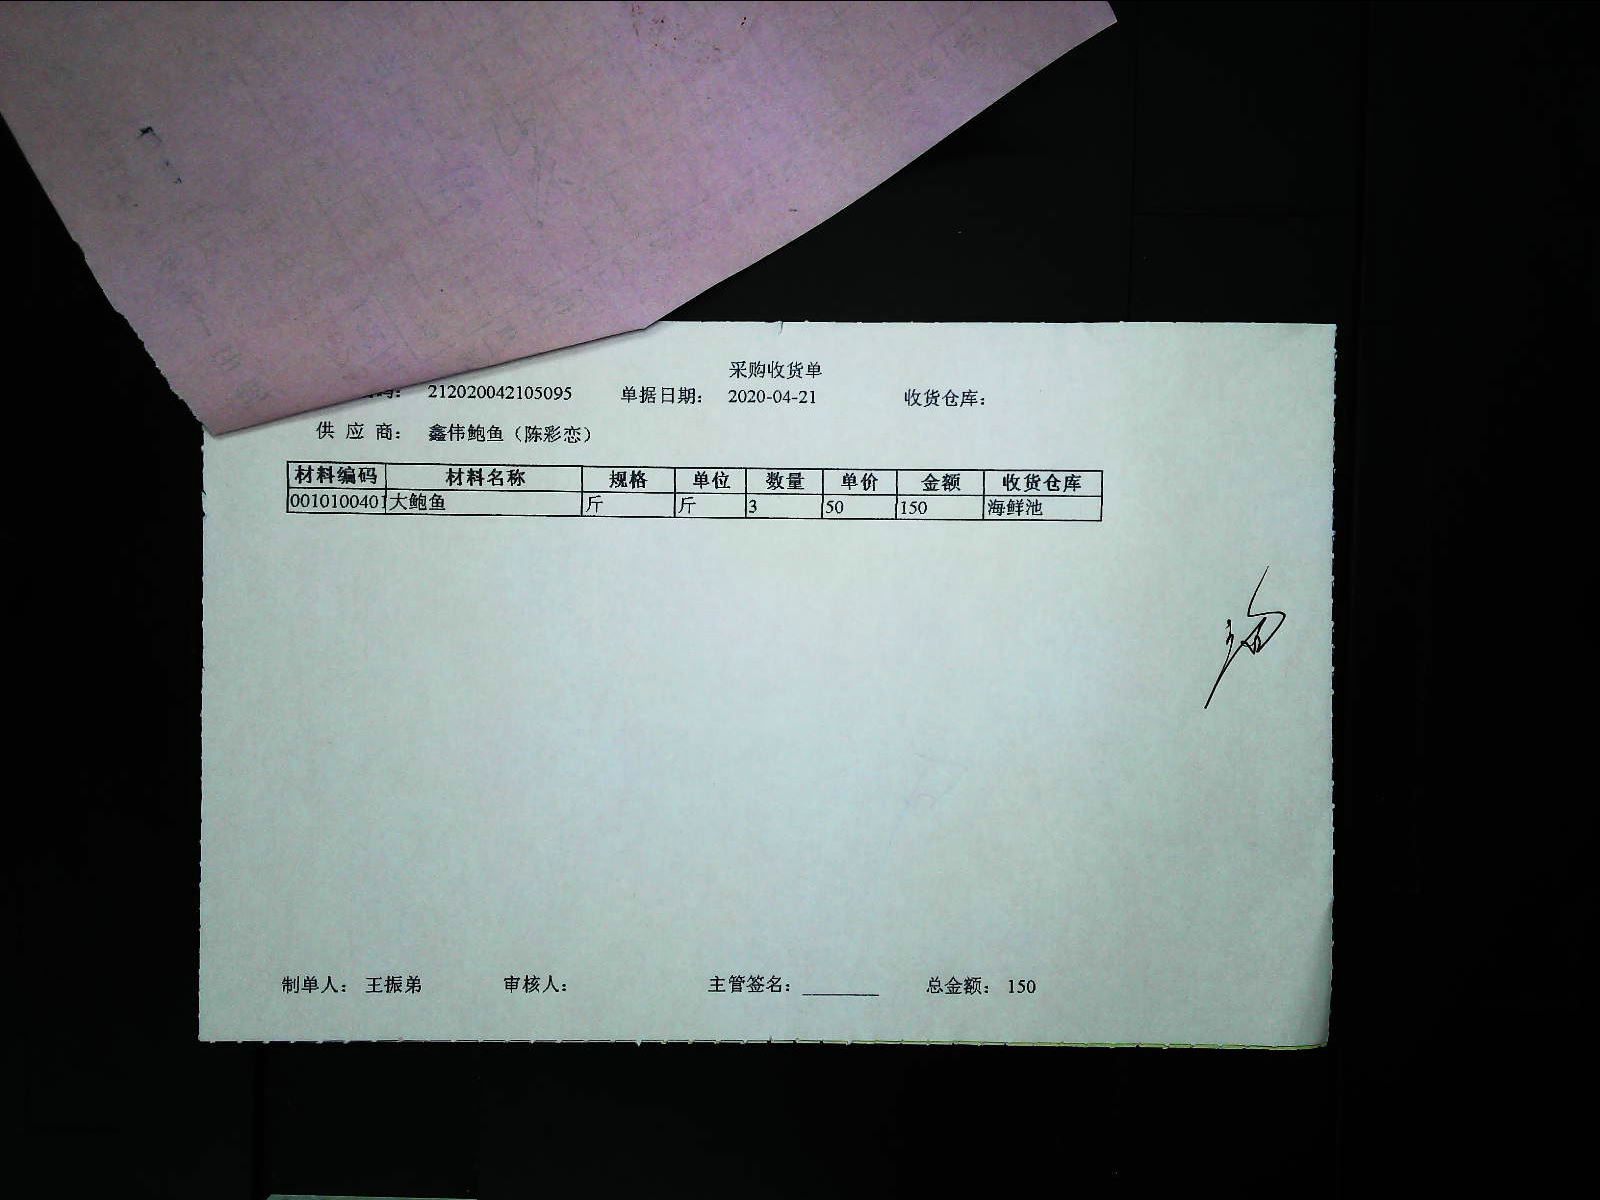 采购收货单
码： 212020042105095 单据日期： 2020-04-21 收货仓库：
供 应 商： 鑫伟鲍鱼（陈彩恋）
材料编码 材料名称 规格 单位 数量 单价 金额 收货仓库
0010100401 大鲍鱼 斤 斤 3 50 150 海鲜池
制单人： 王振弟 审核人： 主管签名：________ 总金额： 150